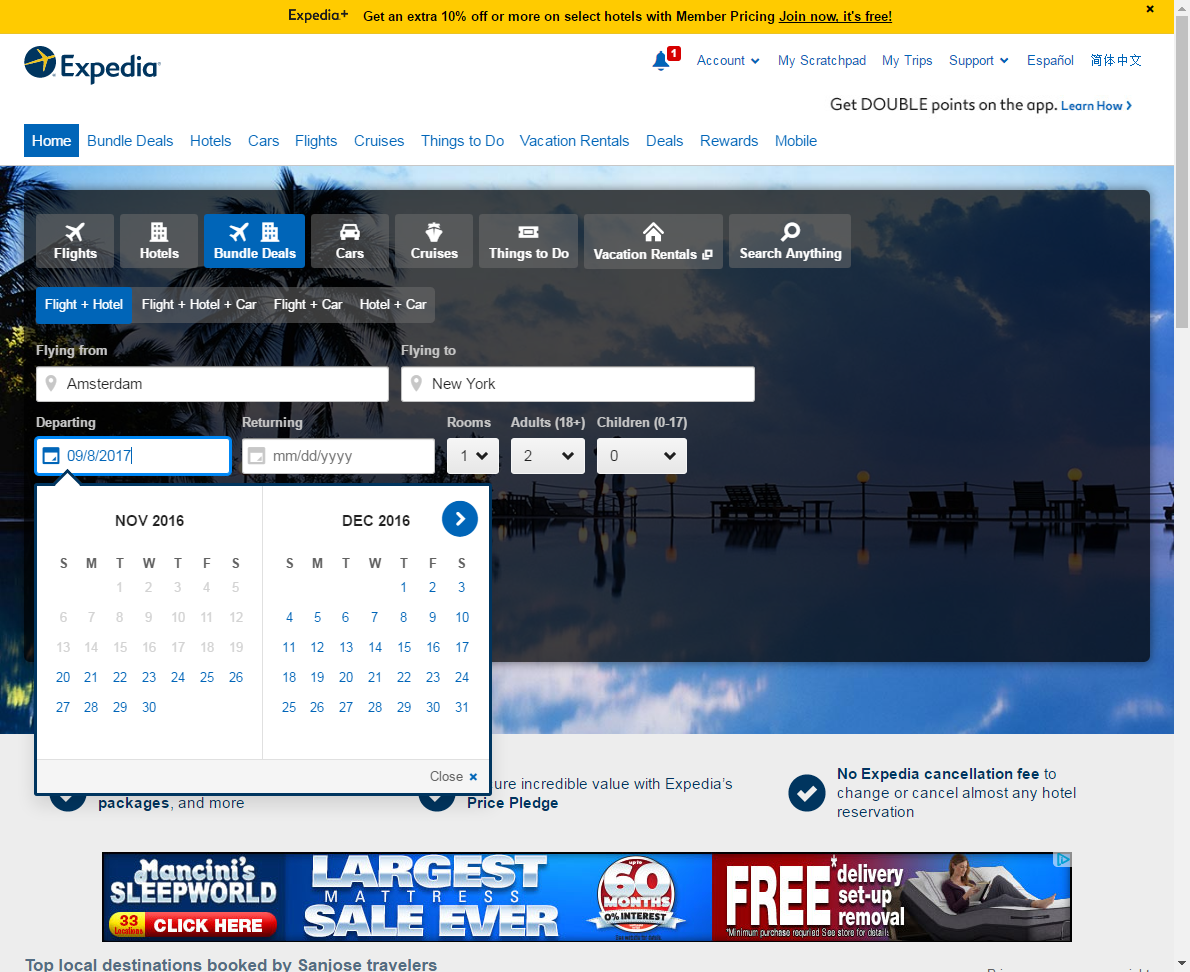 Expedia+ Get an extra 10% off or more on select hotels with Member Pricing Join now, it's free!
Expedia
1
Account My Scratchpad My Trips Support Español 简体中文
Get DOUBLE points on the app. Learn How
Home Bundle Deals Hotels Cars Flights Cruises Things to Do Vacation Rentals Deals Rewards Mobile
Flights Hotels Bundle Deals Cars Cruises Things to Do Vacation Rentals Search Anything
Flight + Hotel Flight + Hotel + Car Flight + Car Hotel + Car
Flying from Flying to
Amsterdam New York
Departing Returning Rooms Adults (18+) Children (0-17)
09/8/2017 mm/dd/yyyy 1 2 0
NOV 2016 DEC 2016
S M T W T F S S M T W T F S
1 2 3 4 5 1 2 3
6 7 8 9 10 11 12 4 5 6 7 8 9 10
13 14 15 16 17 18 19 11 12 13 14 15 16 17
20 21 22 23 24 25 26 18 19 20 21 22 23 24
27 28 29 30 25 26 27 28 29 30 31
Close ×
ure incredible value with Expedia's
Price Pledge
packages, and more
No Expedia cancellation fee to
change or cancel almost any hotel
reservation
Mancini's
SLEEPWORLD
33
Locations
CLICK HERE
LARGEST
MATTRESS
SALE EVER
up to
60
MONTHS
0% INTEREST
See website for details
FREE* delivery
set-up
removal
*Minimum purchase required See store for details
Top local destinations booked by Sanjose travelers